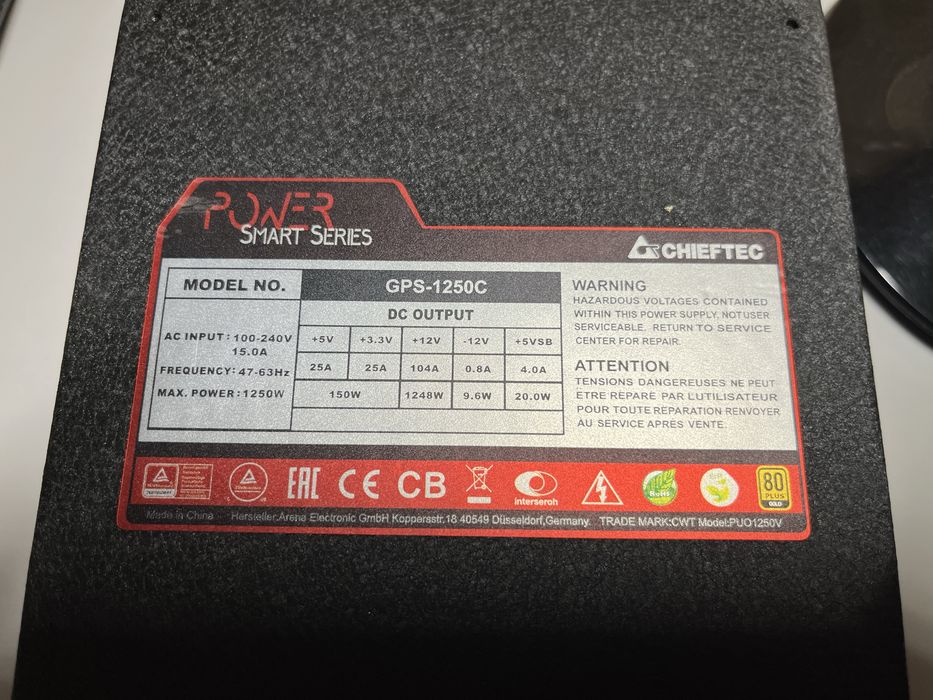 POWER
SMART SERIES
CHIEFTEC
MODEL NO. GPS-1250C
DC OUTPUT
AC INPUT: 100-240V
15.0A
FREQUENCY: 47-63Hz
MAX. POWER: 1250W
+5V +3.3V +12V -12V +5VSB
25A 25A 104A 0.8A 4.0A
150W 1248W 9.6W 20.0W
WARNING
HAZARDOUS VOLTAGES CONTAINED
WITHIN THIS POWER SUPPLY, NOT USER
SERVICEABLE. RETURN TO SERVICE
CENTER FOR REPAIR.
ATTENTION
TENSIONS DANGEREUSES NE PEUT
ÊTRE REPARÉ PAR LUTILISATEUR
POUR TOUTE REPARATION RENVOYER
AU SERVICE APRÉS VENTE.
EAC CE CB
interseroh
RoHS
80
PLUS
GOLD
Made in China Hersteller:Arena Electronic GmbH Koppersstr.18 40549 Düsseldorf,Germany. TRADE MARK:CWT Model:PUO1250V